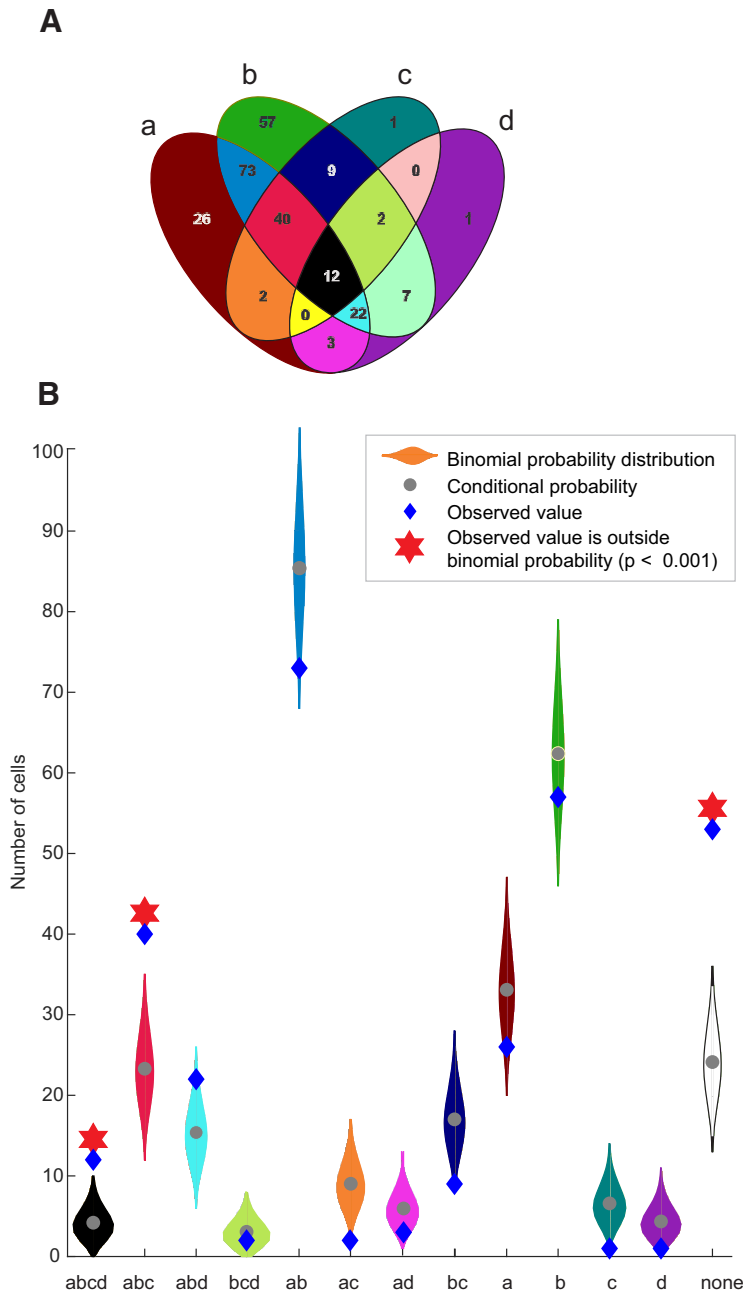 A
b c
a d
57 1
73 9 0
26 40 2 1
12
2 0 22 7
3
B
Binomial probability distribution
Conditional probability
Observed value
Observed value is outside
binomial probability (p < 0.001)
Number of cells
100
90
80
70
60
50
40
30
20
10
0
abcd abc abd bcd ab ac ad bc a b c d none